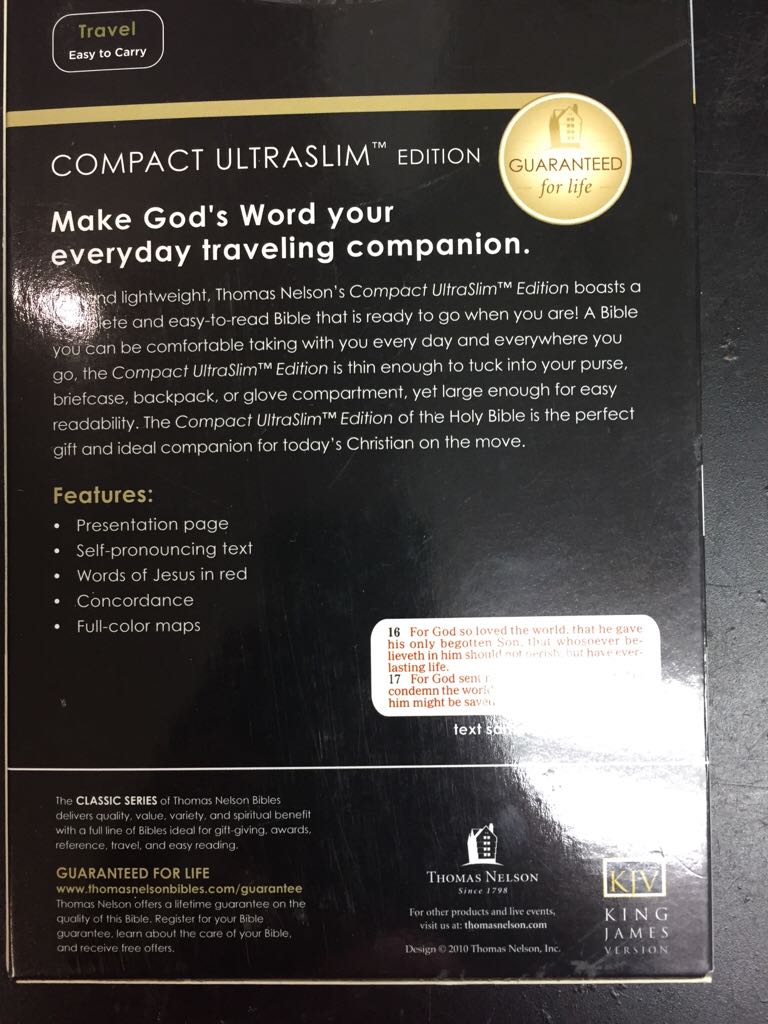 Travel
Easy to Carry
COMPACT ULTRASLIM™ EDITION
GUARANTEED
for life
Make God's Word your
everyday traveling companion.
and lightweight, Thomas Nelson's Compact UltraSlim™ Edition boasts a
complete and easy-to-read Bible that is ready to go when you are! A Bible
you can be comfortable taking with you every day and everywhere you
go, the Compact UltraSlim™ Edition is thin enough to tuck into your purse,
briefcase, backpack, or glove compartment, yet large enough for easy
readability. The Compact UltraSlim™ Edition of the Holy Bible is the perfect
gift and ideal companion for today's Christian on the move.
Features:
• Presentation page
• Self-pronouncing text
• Words of Jesus in red
• Concordance
• Full-color maps
16 For God so loved the world, that he gave
his only begotten Son, that whosoever be-
lieveth in him should not perish, but have ever-
lasting life.
17 For God sent
condemn the world
him might be saved
text
The CLASSIC SERIES of Thomas Nelson Bibles
delivers quality, value, variety, and spiritual benefit
with a full line of Bibles ideal for gift-giving, awards,
reference, travel, and easy reading.
GUARANTEED FOR LIFE
www.thomasnelsonbibles.com/guarantee
Thomas Nelson offers a lifetime guarantee on the
quality of this Bible. Register for your Bible
guarantee, learn about the care of your Bible,
and receive free offers.
THOMAS NELSON
Since 1798
For other products and live events,
visit us at: thomasnelson.com
Design © 2010 Thomas Nelson, Inc.
KJV
KING
JAMES
VERSION